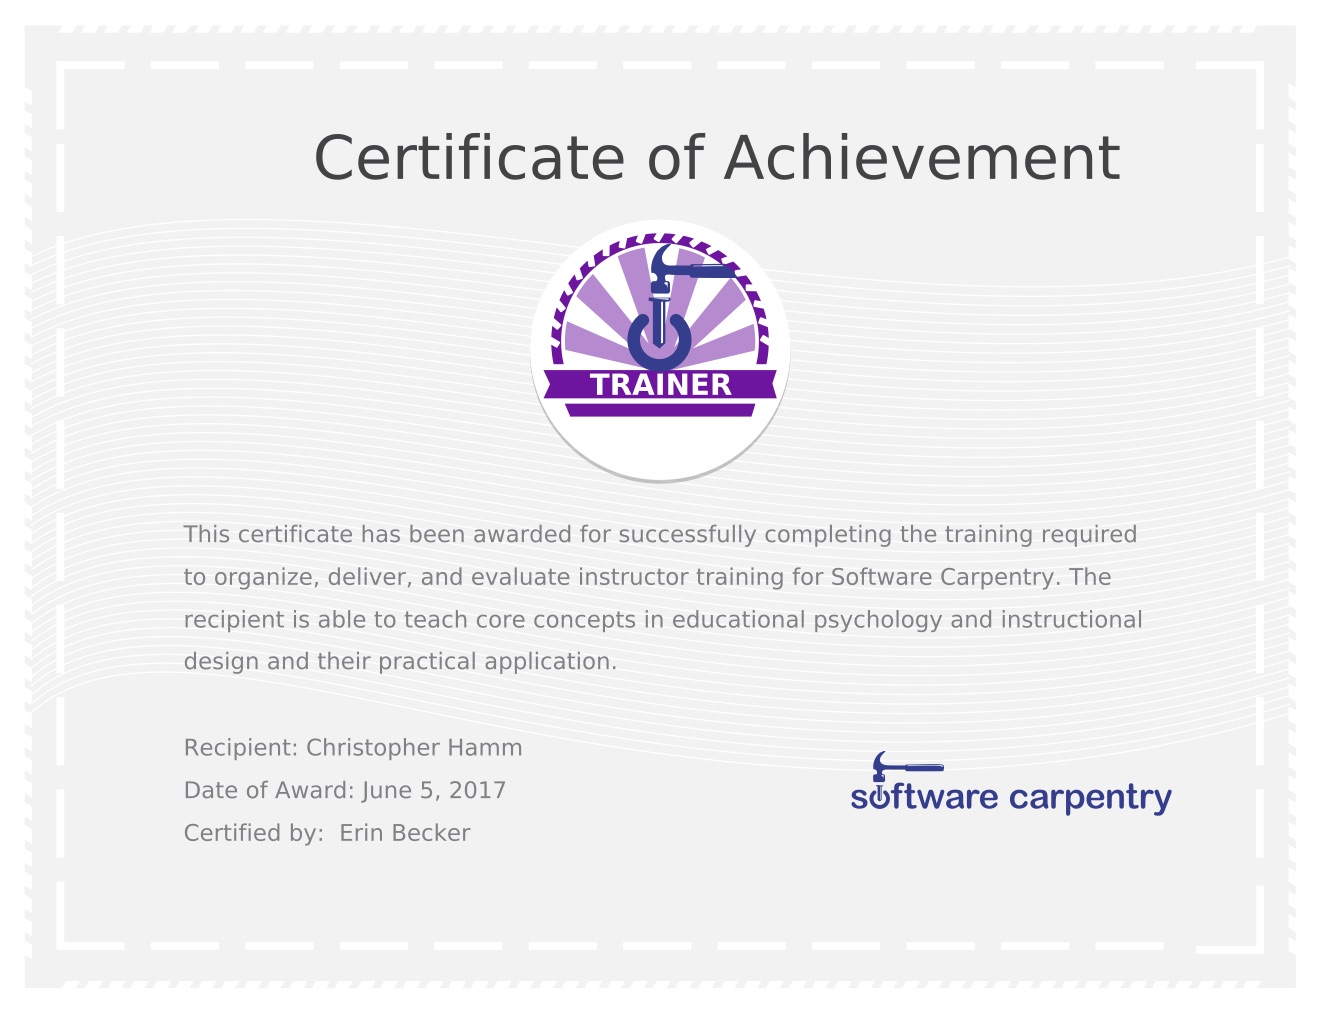 Certificate of Achievement
TRAINER
This certificate has been awarded for successfully completing the training required
to organize, deliver, and evaluate instructor training for Software Carpentry. The
recipient is able to teach core concepts in educational psychology and instructional
design and their practical application.
Recipient: Christopher Hamm
Date of Award: June 5, 2017
Certified by:  Erin Becker
software carpentry